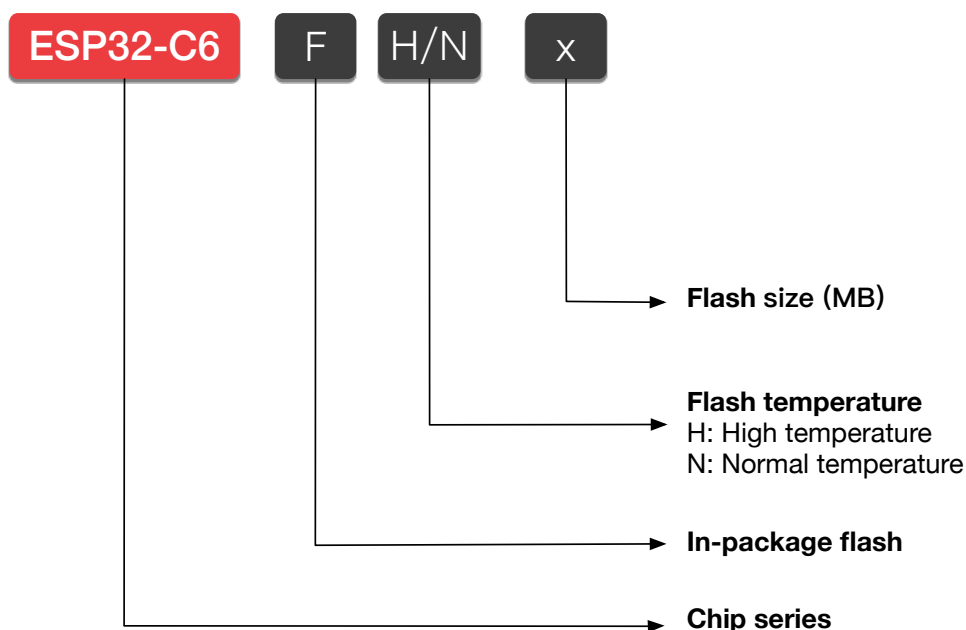 ESP32-C6 F H/N x
Flash size (MB)
Flash temperature
H: High temperature
N: Normal temperature
In-package flash
Chip series